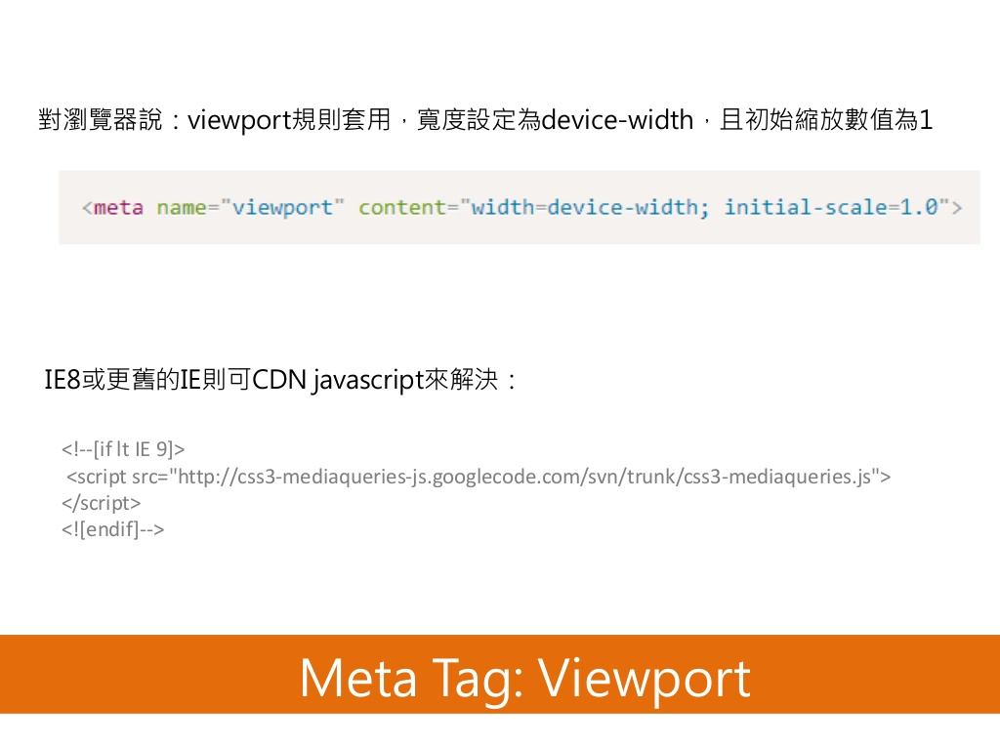 對瀏覽器說：viewport規則套用，寬度設定為device-width，且初始縮放數值為1
<meta name="viewport" content="width=device-width; initial-scale=1.0">
IE8或更舊的IE則可CDN javascript來解決：
<!--[if lt IE 9]>
<script src="http://css3-mediaqueries-js.googlecode.com/svn/trunk/css3-mediaqueries.js">
</script>
<![endif]-->
Meta Tag: Viewport